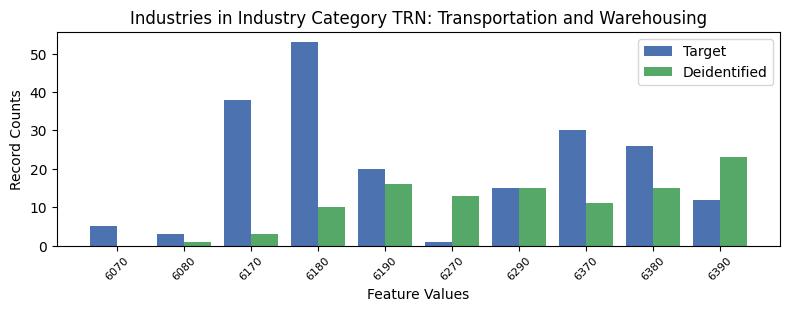 Industries in Industry Category TRN: Transportation and Warehousing
Target
Deidentified
Record Counts
50
40
30
20
10
0
6070 6080 6170 6180 6190 6270 6290 6370 6380 6390
Feature Values